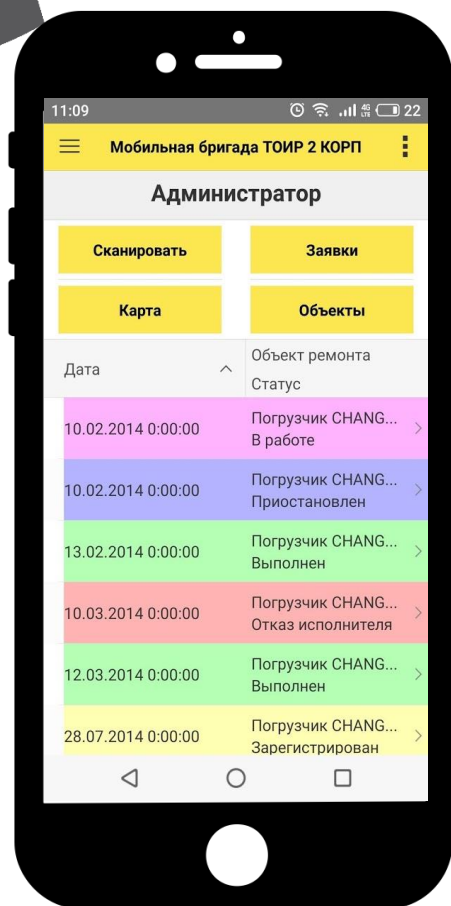 11:09 4G LTE 22
Мобильная бригада ТОИР 2 КОРП
Администратор
Сканировать Заявки
Карта Объекты
Дата Объект ремонта
Статус
10.02.2014 0:00:00 Погрузчик CHANG...
В работе
10.02.2014 0:00:00 Погрузчик CHANG...
Приостановлен
13.02.2014 0:00:00 Погрузчик CHANG...
Выполнен
10.03.2014 0:00:00 Погрузчик CHANG...
Отказ исполнителя
12.03.2014 0:00:00 Погрузчик CHANG...
Выполнен
28.07.2014 0:00:00 Погрузчик CHANG...
Зарегистрирован